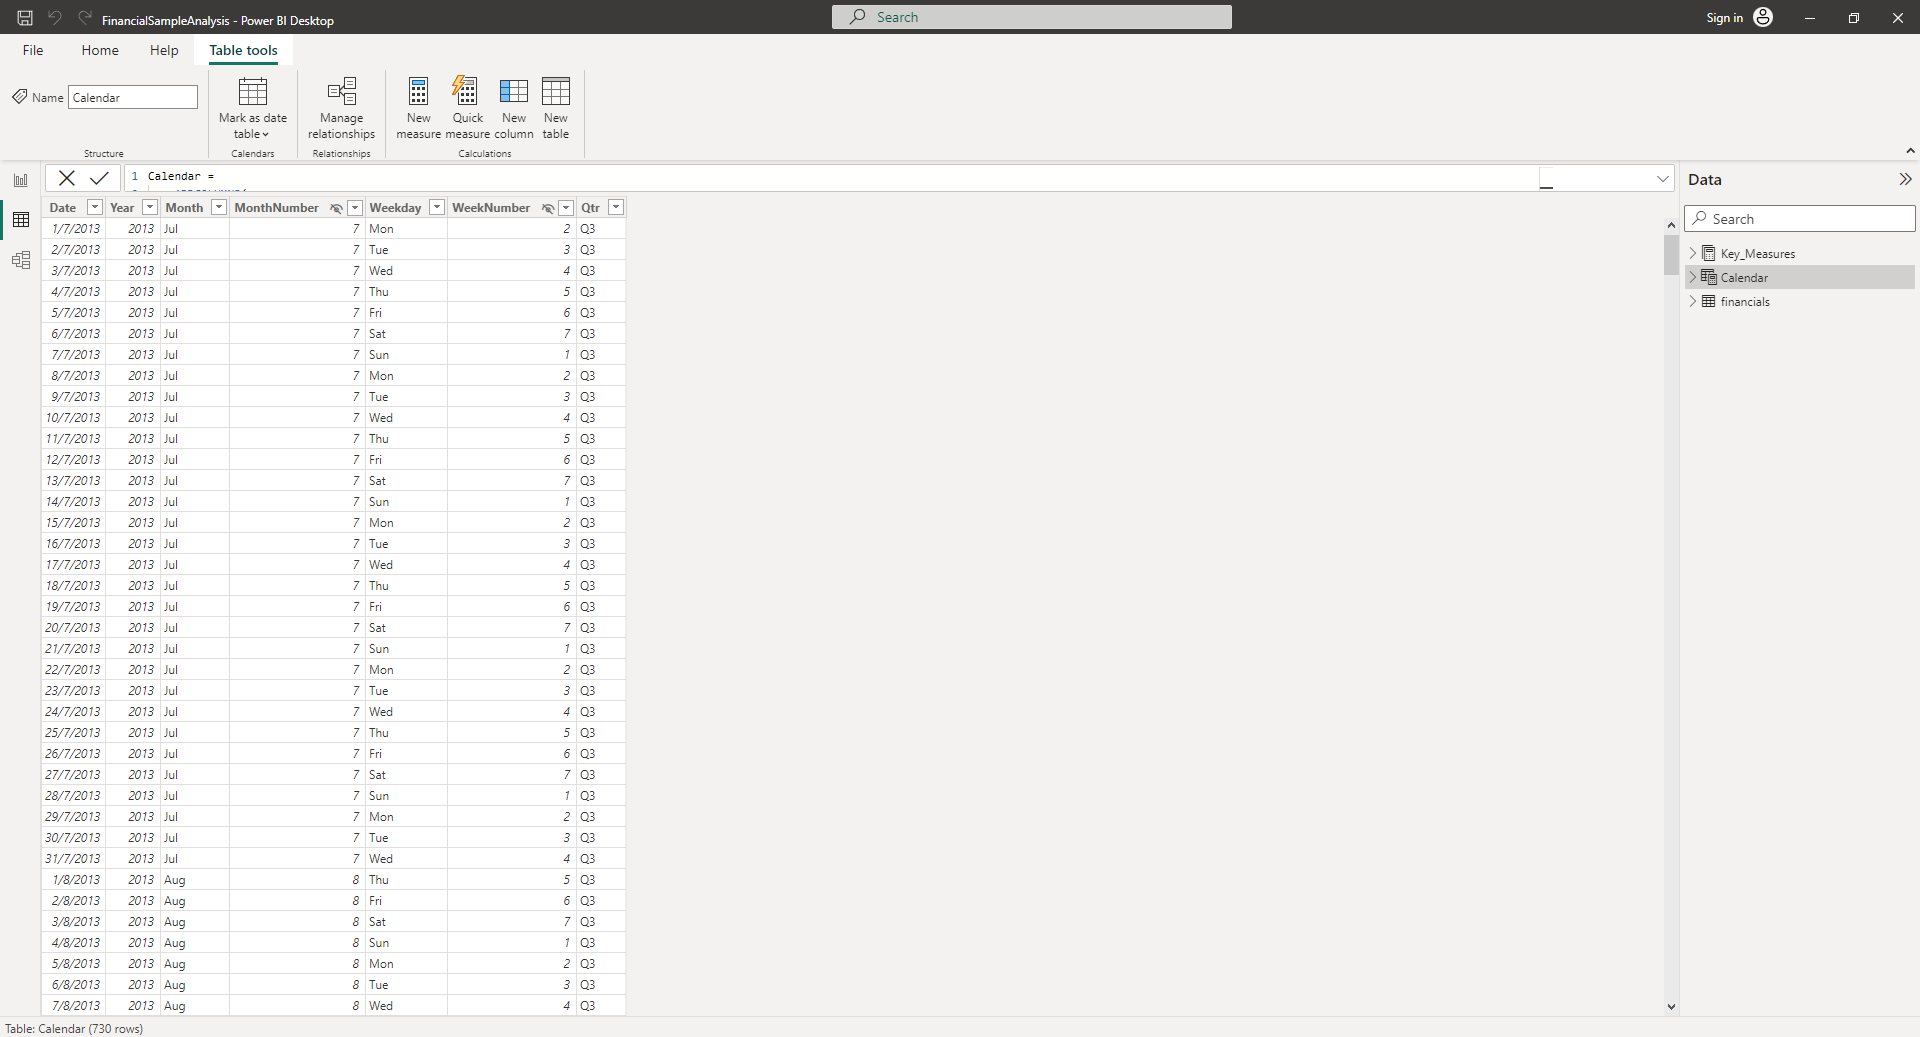 FinancialSampleAnalysis - Power BI Desktop
Search
Sign in
File Home Help Table tools
Name Calendar
Mark as date table
Manage relationships
New measure
Quick measure
New column
New table
Structure Calendars Relationships Calculations
1 Calendar =
Date Year Month MonthNumber Weekday WeekNumber Qtr
1/7/2013 2013 Jul 7 Mon 2 Q3
2/7/2013 2013 Jul 7 Tue 3 Q3
3/7/2013 2013 Jul 7 Wed 4 Q3
4/7/2013 2013 Jul 7 Thu 5 Q3
5/7/2013 2013 Jul 7 Fri 6 Q3
6/7/2013 2013 Jul 7 Sat 7 Q3
7/7/2013 2013 Jul 7 Sun 1 Q3
8/7/2013 2013 Jul 7 Mon 2 Q3
9/7/2013 2013 Jul 7 Tue 3 Q3
10/7/2013 2013 Jul 7 Wed 4 Q3
11/7/2013 2013 Jul 7 Thu 5 Q3
12/7/2013 2013 Jul 7 Fri 6 Q3
13/7/2013 2013 Jul 7 Sat 7 Q3
14/7/2013 2013 Jul 7 Sun 1 Q3
15/7/2013 2013 Jul 7 Mon 2 Q3
16/7/2013 2013 Jul 7 Tue 3 Q3
17/7/2013 2013 Jul 7 Wed 4 Q3
18/7/2013 2013 Jul 7 Thu 5 Q3
19/7/2013 2013 Jul 7 Fri 6 Q3
20/7/2013 2013 Jul 7 Sat 7 Q3
21/7/2013 2013 Jul 7 Sun 1 Q3
22/7/2013 2013 Jul 7 Mon 2 Q3
23/7/2013 2013 Jul 7 Tue 3 Q3
24/7/2013 2013 Jul 7 Wed 4 Q3
25/7/2013 2013 Jul 7 Thu 5 Q3
26/7/2013 2013 Jul 7 Fri 6 Q3
27/7/2013 2013 Jul 7 Sat 7 Q3
28/7/2013 2013 Jul 7 Sun 1 Q3
29/7/2013 2013 Jul 7 Mon 2 Q3
30/7/2013 2013 Jul 7 Tue 3 Q3
31/7/2013 2013 Jul 7 Wed 4 Q3
1/8/2013 2013 Aug 8 Thu 5 Q3
2/8/2013 2013 Aug 8 Fri 6 Q3
3/8/2013 2013 Aug 8 Sat 7 Q3
4/8/2013 2013 Aug 8 Sun 1 Q3
5/8/2013 2013 Aug 8 Mon 2 Q3
6/8/2013 2013 Aug 8 Tue 3 Q3
7/8/2013 2013 Aug 8 Wed 4 Q3
Data
Search
Key_Measures
Calendar
financials
Table: Calendar (730 rows)